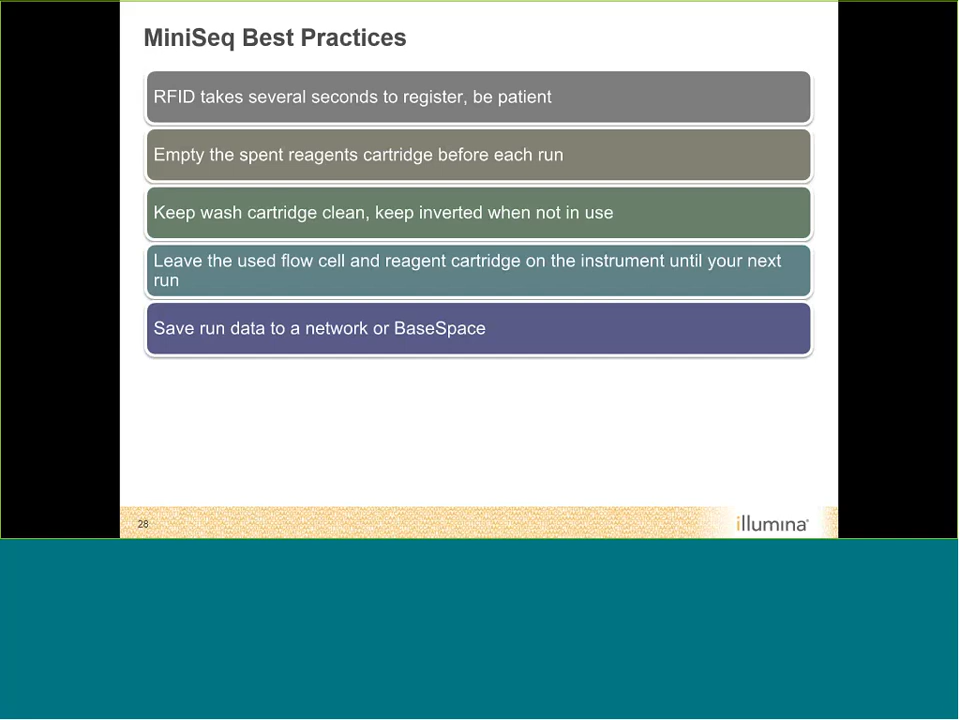 MiniSeq Best Practices
RFID takes several seconds to register, be patient
Empty the spent reagents cartridge before each run
Keep wash cartridge clean, keep inverted when not in use
Leave the used flow cell and reagent cartridge on the instrument until your next
run
Save run data to a network or BaseSpace
28
illumina®